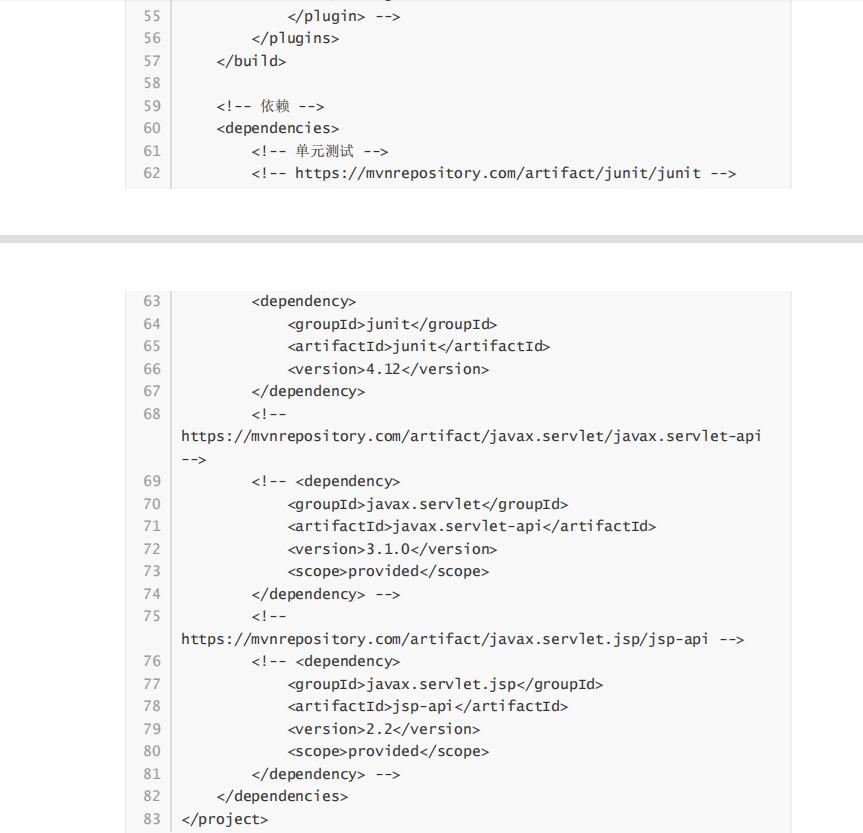 55 </plugin> -->
56 </plugins>
57 </build>
58
59 <!-- 依赖 -->
60 <dependencies>
61 <!-- 单元测试 -->
62 <!-- https://mvnrepository.com/artifact/junit/junit -->
63 <dependency>
64 <groupId>junit</groupId>
65 <artifactId>junit</artifactId>
66 <version>4.12</version>
67 </dependency>
68 <!--
https://mvnrepository.com/artifact/javax.servlet/javax.servlet-api
-->
69 <!-- <dependency>
70 <groupId>javax.servlet</groupId>
71 <artifactId>javax.servlet-api</artifactId>
72 <version>3.1.0</version>
73 <scope>provided</scope>
74 </dependency> -->
75 <!--
https://mvnrepository.com/artifact/javax.servlet.jsp/jsp-api -->
76 <!-- <dependency>
77 <groupId>javax.servlet.jsp</groupId>
78 <artifactId>jsp-api</artifactId>
79 <version>2.2</version>
80 <scope>provided</scope>
81 </dependency> -->
82 </dependencies>
83 </project>